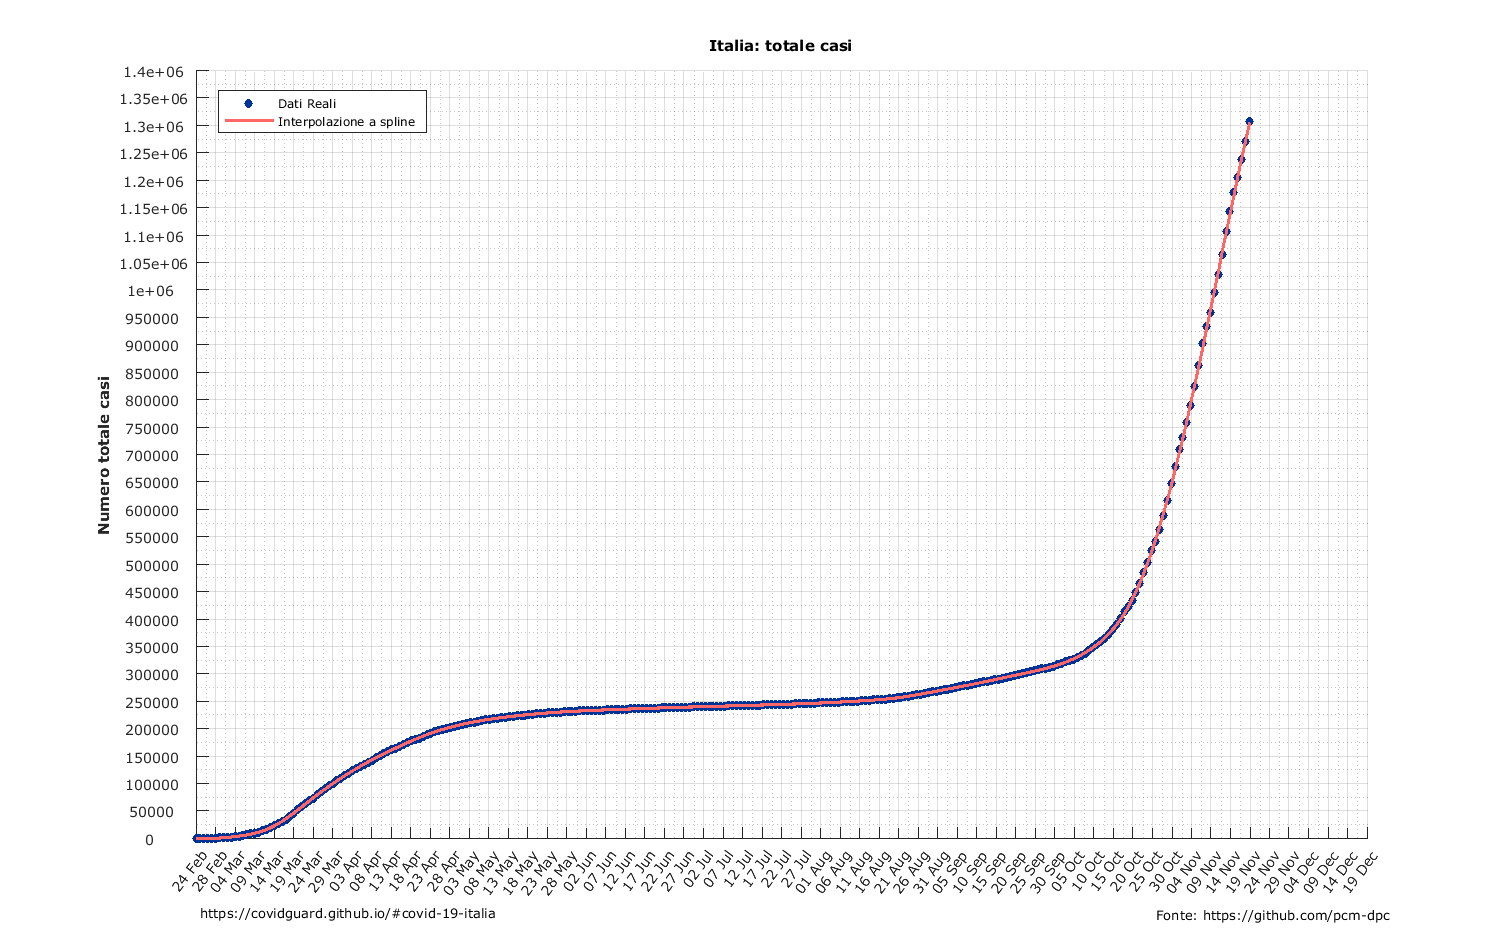 Italia: totale casi
1.4e+06
1.35e+06
1.3e+06
1.25e+06
1.2e+06
1.15e+06
1.1e+06
1.05e+06
1e+06
950000
900000
850000
800000
750000
700000
650000
600000
550000
500000
450000
400000
350000
300000
250000
200000
150000
100000
50000
0
Dati Reali
Interpolazione a spline
Numero totale casi
24 Feb
28 Feb
04 Mar
09 Mar
14 Mar
19 Mar
24 Mar
29 Mar
03 Apr
08 Apr
13 Apr
18 Apr
23 Apr
28 Apr
03 May
08 May
13 May
18 May
23 May
28 May
02 Jun
07 Jun
12 Jun
17 Jun
22 Jun
27 Jun
02 Jul
07 Jul
12 Jul
17 Jul
22 Jul
27 Jul
01 Aug
06 Aug
11 Aug
16 Aug
21 Aug
26 Aug
31 Aug
05 Sep
10 Sep
15 Sep
20 Sep
25 Sep
30 Sep
05 Oct
10 Oct
15 Oct
20 Oct
25 Oct
30 Oct
04 Nov
09 Nov
14 Nov
19 Nov
24 Nov
29 Nov
04 Dec
09 Dec
14 Dec
19 Dec
https://covidguard.github.io/#covid-19-italia
Fonte: https://github.com/pcm-dpc